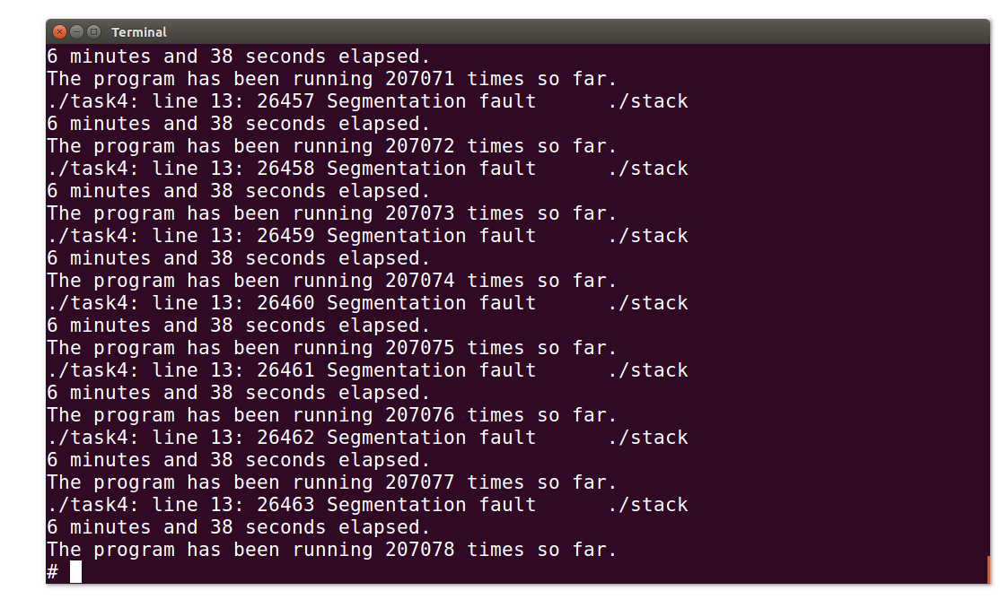 Terminal
6 minutes and 38 seconds elapsed.
The program has been running 207071 times so far.
./task4: line 13: 26457 Segmentation fault      ./stack
6 minutes and 38 seconds elapsed.
The program has been running 207072 times so far.
./task4: line 13: 26458 Segmentation fault      ./stack
6 minutes and 38 seconds elapsed.
The program has been running 207073 times so far.
./task4: line 13: 26459 Segmentation fault      ./stack
6 minutes and 38 seconds elapsed.
The program has been running 207074 times so far.
./task4: line 13: 26460 Segmentation fault      ./stack
6 minutes and 38 seconds elapsed.
The program has been running 207075 times so far.
./task4: line 13: 26461 Segmentation fault      ./stack
6 minutes and 38 seconds elapsed.
The program has been running 207076 times so far.
./task4: line 13: 26462 Segmentation fault      ./stack
6 minutes and 38 seconds elapsed.
The program has been running 207077 times so far.
./task4: line 13: 26463 Segmentation fault      ./stack
6 minutes and 38 seconds elapsed.
The program has been running 207078 times so far.
#